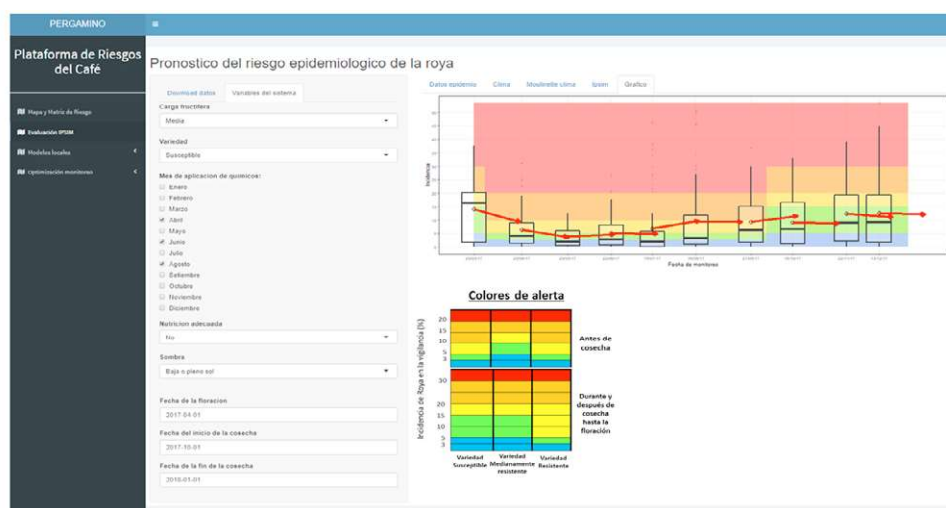 PERGAMINO
Plataforma de Riesgos
del Café
Mapa y Matriz de Riesgo
Evaluación IPSIM
Modelos locales
Optimización monitoreo
Pronostico del riesgo epidemiologico de la roya
Download datos
Variables del sistema
Carga fructifera
Media
Variedad
Susceptible
Mes de aplicacion de quimicos:
Enero
Febrero
Marzo
Abril
Mayo
Junio
Julio
Agosto
Setiembre
Octubre
Noviembre
Diciembre
Nutricion adecuada
No
Sombra
Baja o pleno sol
Fecha de la floracion
2017-04-01
Fecha del inicio de la cosecha
2017-10-01
Fecha de la fin de la cosecha
2018-01-01
Datos epidemio
Clima
Moulinette clima
Ipsim
Grafico
Incidencia
Fecha de monitoreo
Colores de alerta
Incidencia de Roya en la vigilancia (%)
20
15
10
5
3
Antes de
cosecha
30
20
15
10
5
3
Durante y
después de
cosecha
hasta la
floración
Variedad
Susceptible
Variedad
Medianamente
resistente
Variedad
Resistente